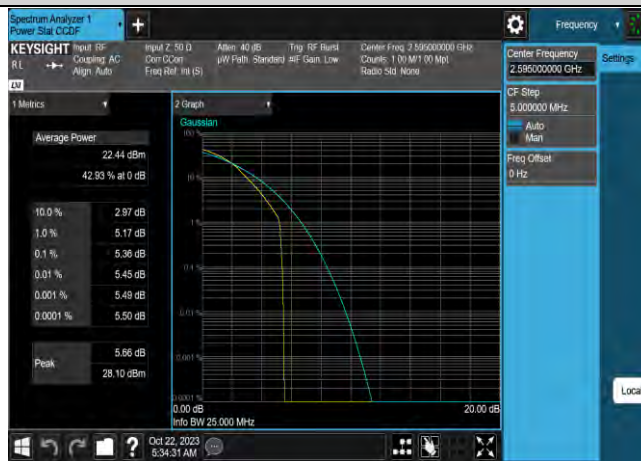 Spectrum Analyzer 1
Power Stat CCDF
Frequency
KEYSIGHT
RL
Input: RF
Coupling: AC
Align: Auto
Input Z: 50 Ω
Corr CCorr
Freq Ref: Int (S)
Atten: 40 dB
µW Path: Standard
Trig: RF Burst
#IF Gain: Low
Center Freq: 2.595000000 GHz
Counts: 1.00 M/1.00 Mpt
Radio Std: None
LXI
1 Metrics
Average Power
22.44 dBm
42.93 % at 0 dB
10.0 % 2.97 dB
1.0 % 5.17 dB
0.1 % 5.36 dB
0.01 % 5.45 dB
0.001 % 5.49 dB
0.0001 % 5.50 dB
Peak
5.66 dB
28.10 dBm
2 Graph
Gaussian
100 %
10 %
1 %
0.1 %
0.01 %
0.001 %
0.0001 %
0.00 dB
20.00 dB
Info BW 25.000 MHz
Center Frequency
2.595000000 GHz
Settings
CF Step
5.000000 MHz
Auto
Man
Freq Offset
0 Hz
Local
?
Oct 22, 2023
5:34:31 AM